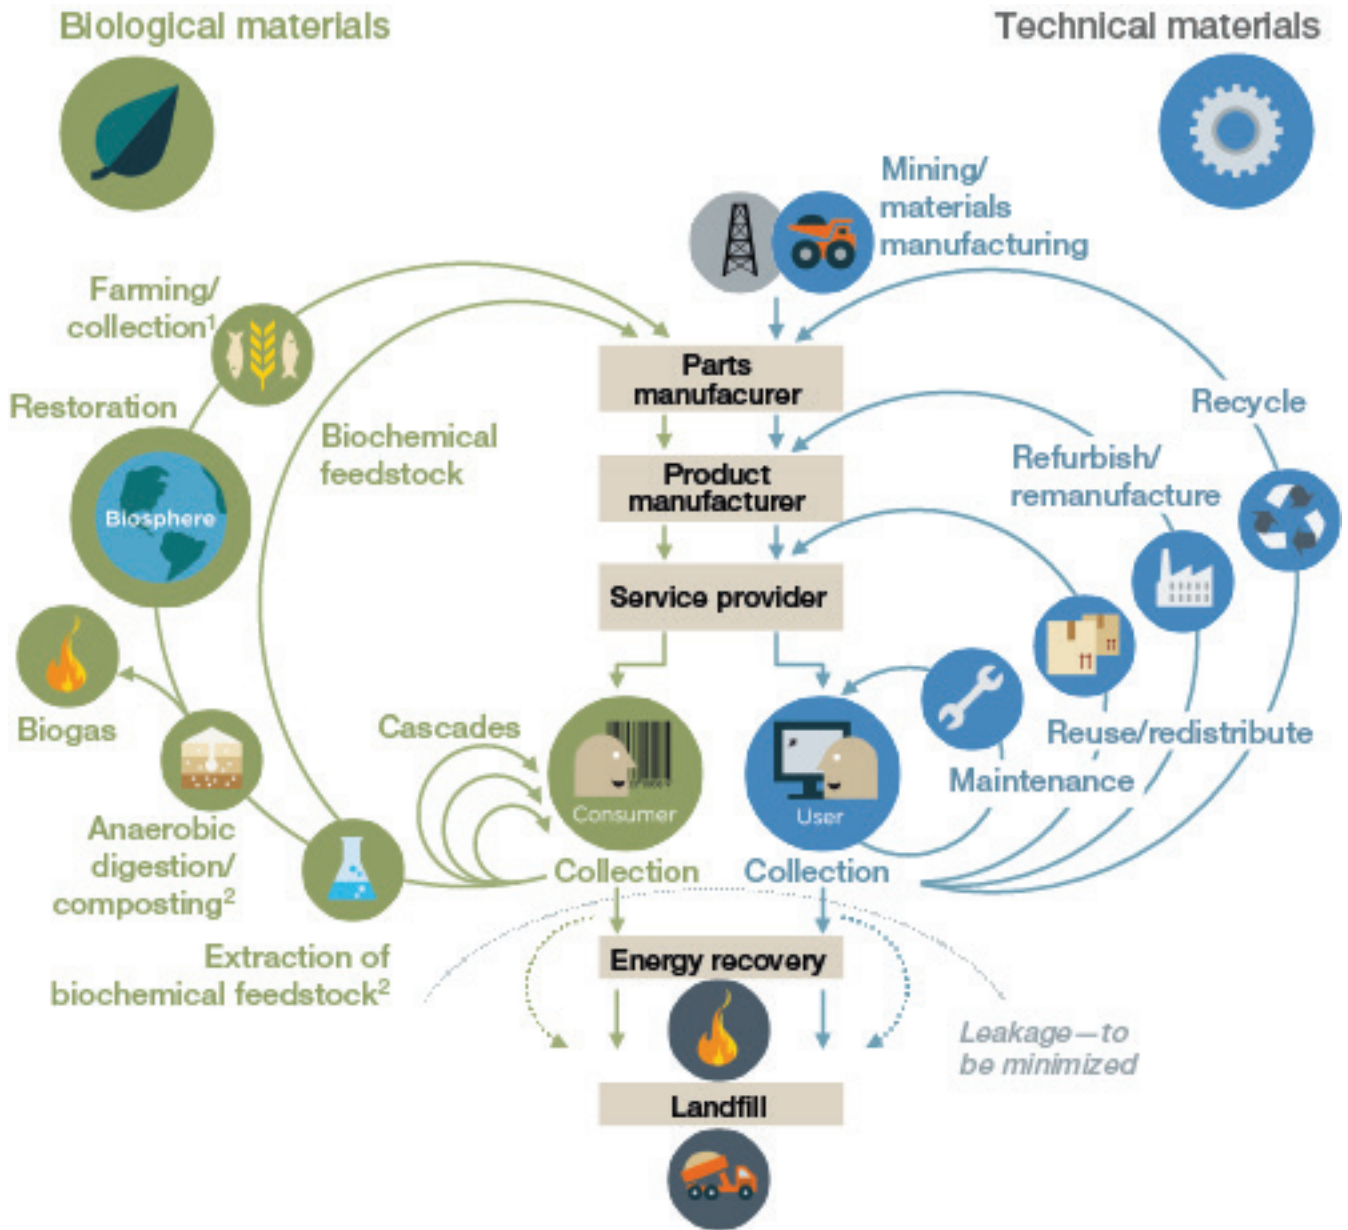 Biological materials
Technical materials
Mining/
materials
manufacturing
Farming/
collection¹
Restoration
Biosphere
Biochemical
feedstock
Parts
manufacurer
Product
manufacturer
Service provider
Recycle
Refurbish/
remanufacture
Biogas
Cascades
Reuse/redistribute
Maintenance
Consumer
User
Anaerobic
digestion/
composting²
Collection
Collection
Extraction of
biochemical feedstock²
Energy recovery
Leakage—to
be minimized
Landfill